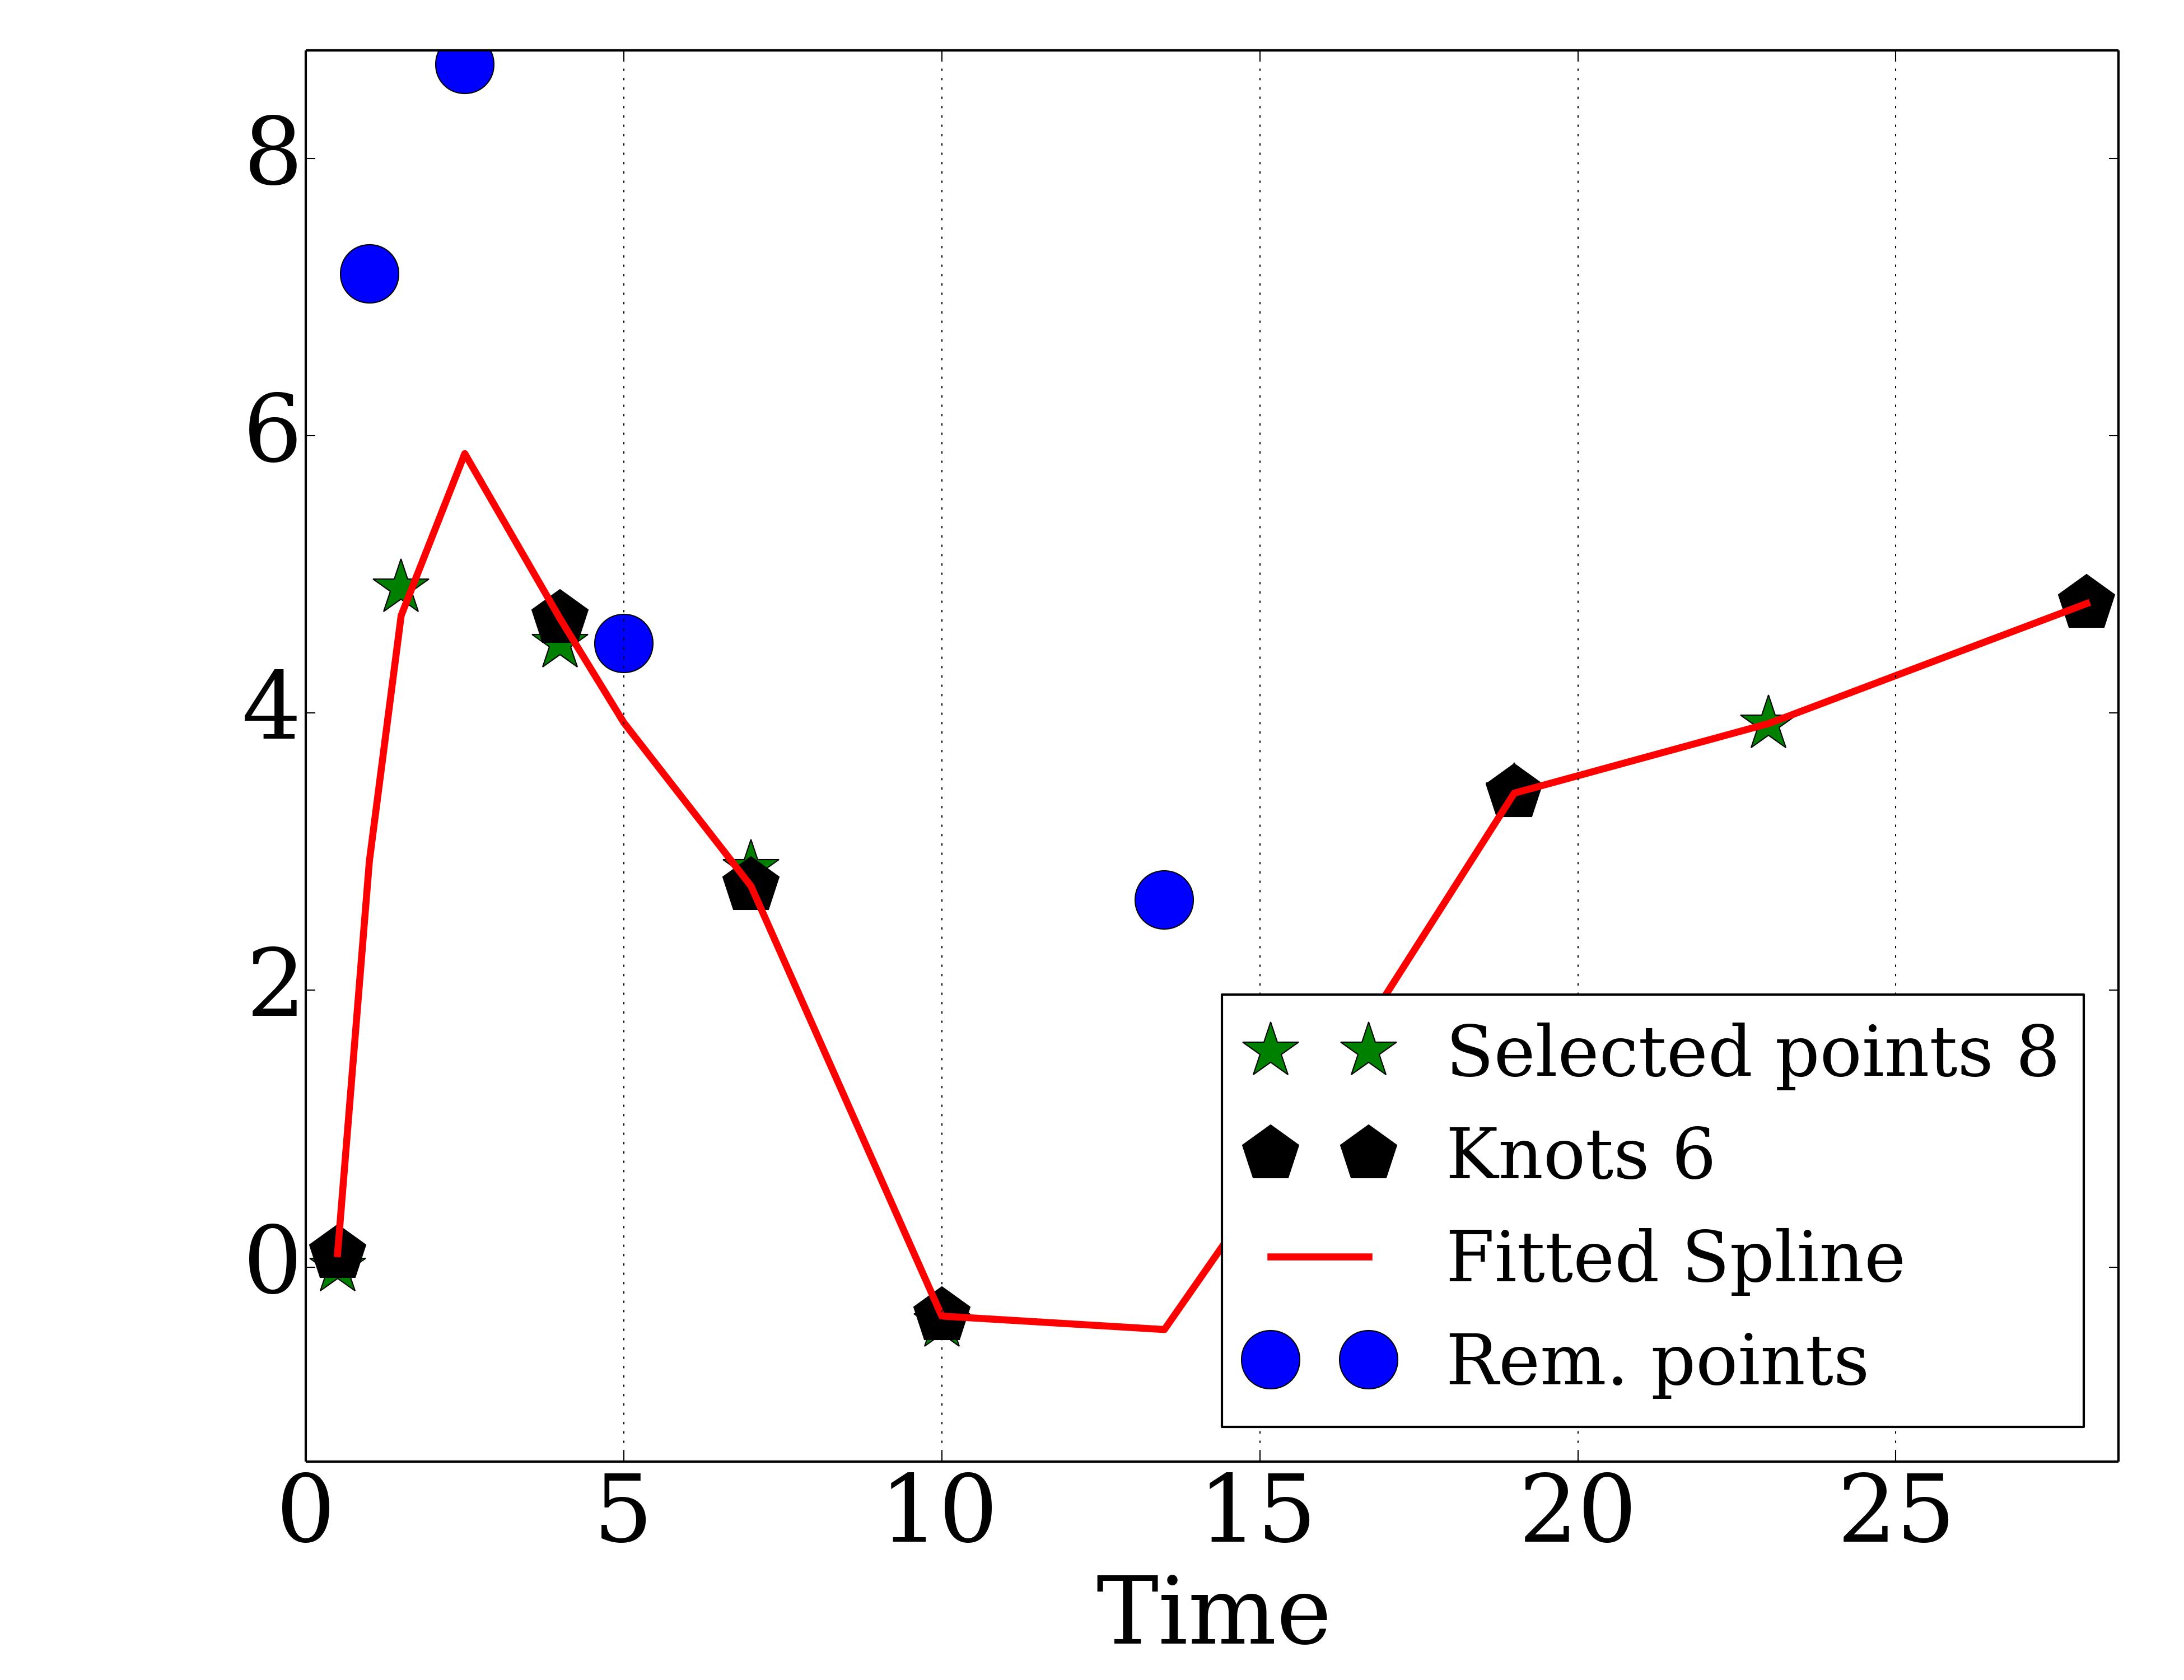 8
6
4
2
0
Selected points 8
Knots 6
Fitted Spline
Rem. points
0 5 10 15 20 25
Time